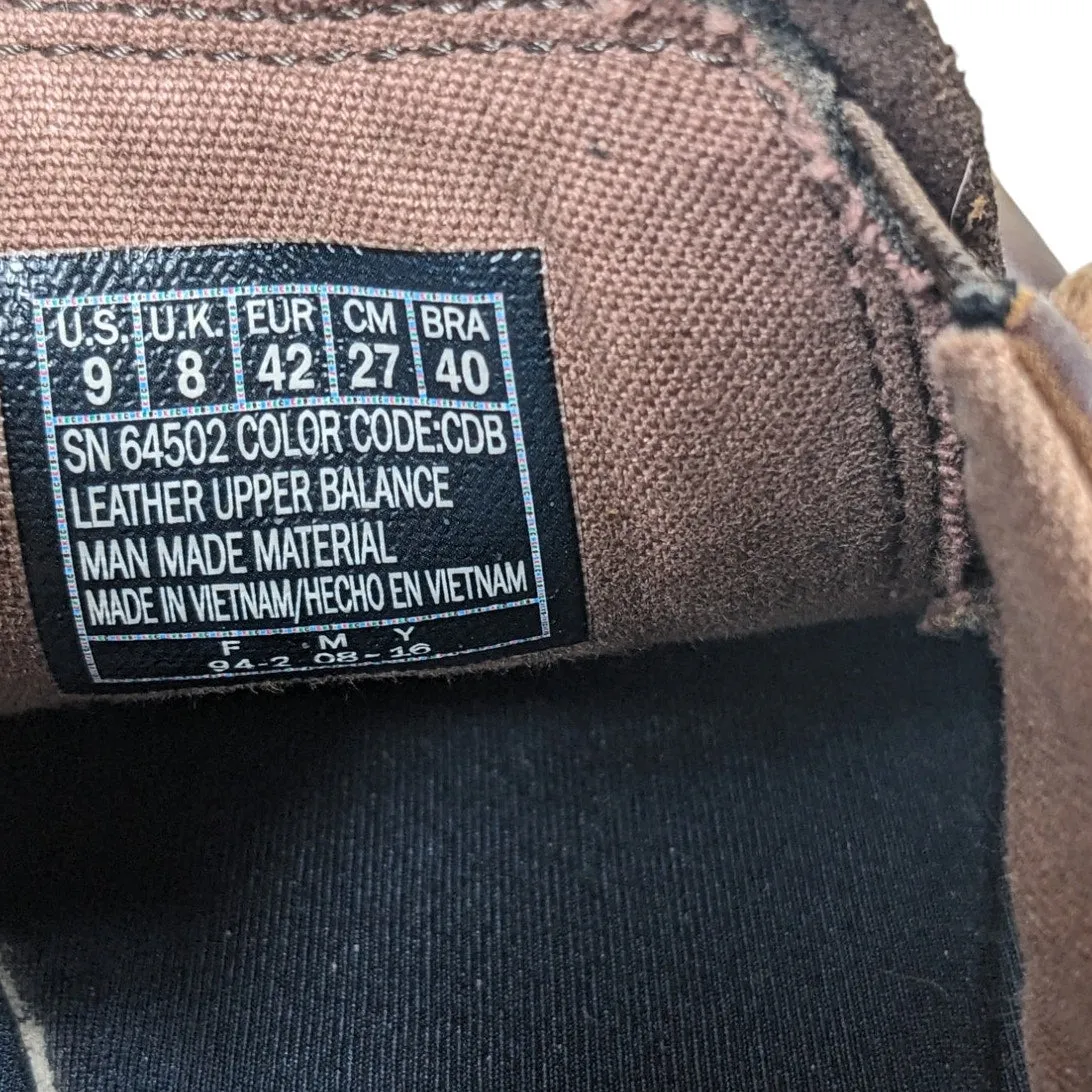 U.S. U.K. EUR CM BRA
9 8 42 27 40
SN 64502 COLOR CODE:CDB
LEATHER UPPER BALANCE
MAN MADE MATERIAL
MADE IN VIETNAM/HECHO EN VIETNAM
F M Y
94-2 08-16